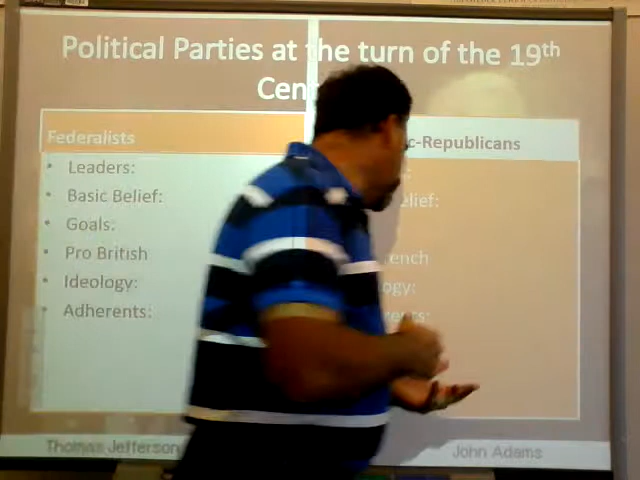 Political Parties at the turn of the 19th
Cen
Federalists
c-Republicans
• Leaders:
• Basic Belief:
elief:
• Goals:
• Pro British
ench
• Ideology:
ogy:
• Adherents:
ents:
Thomas Jefferson
John Adams